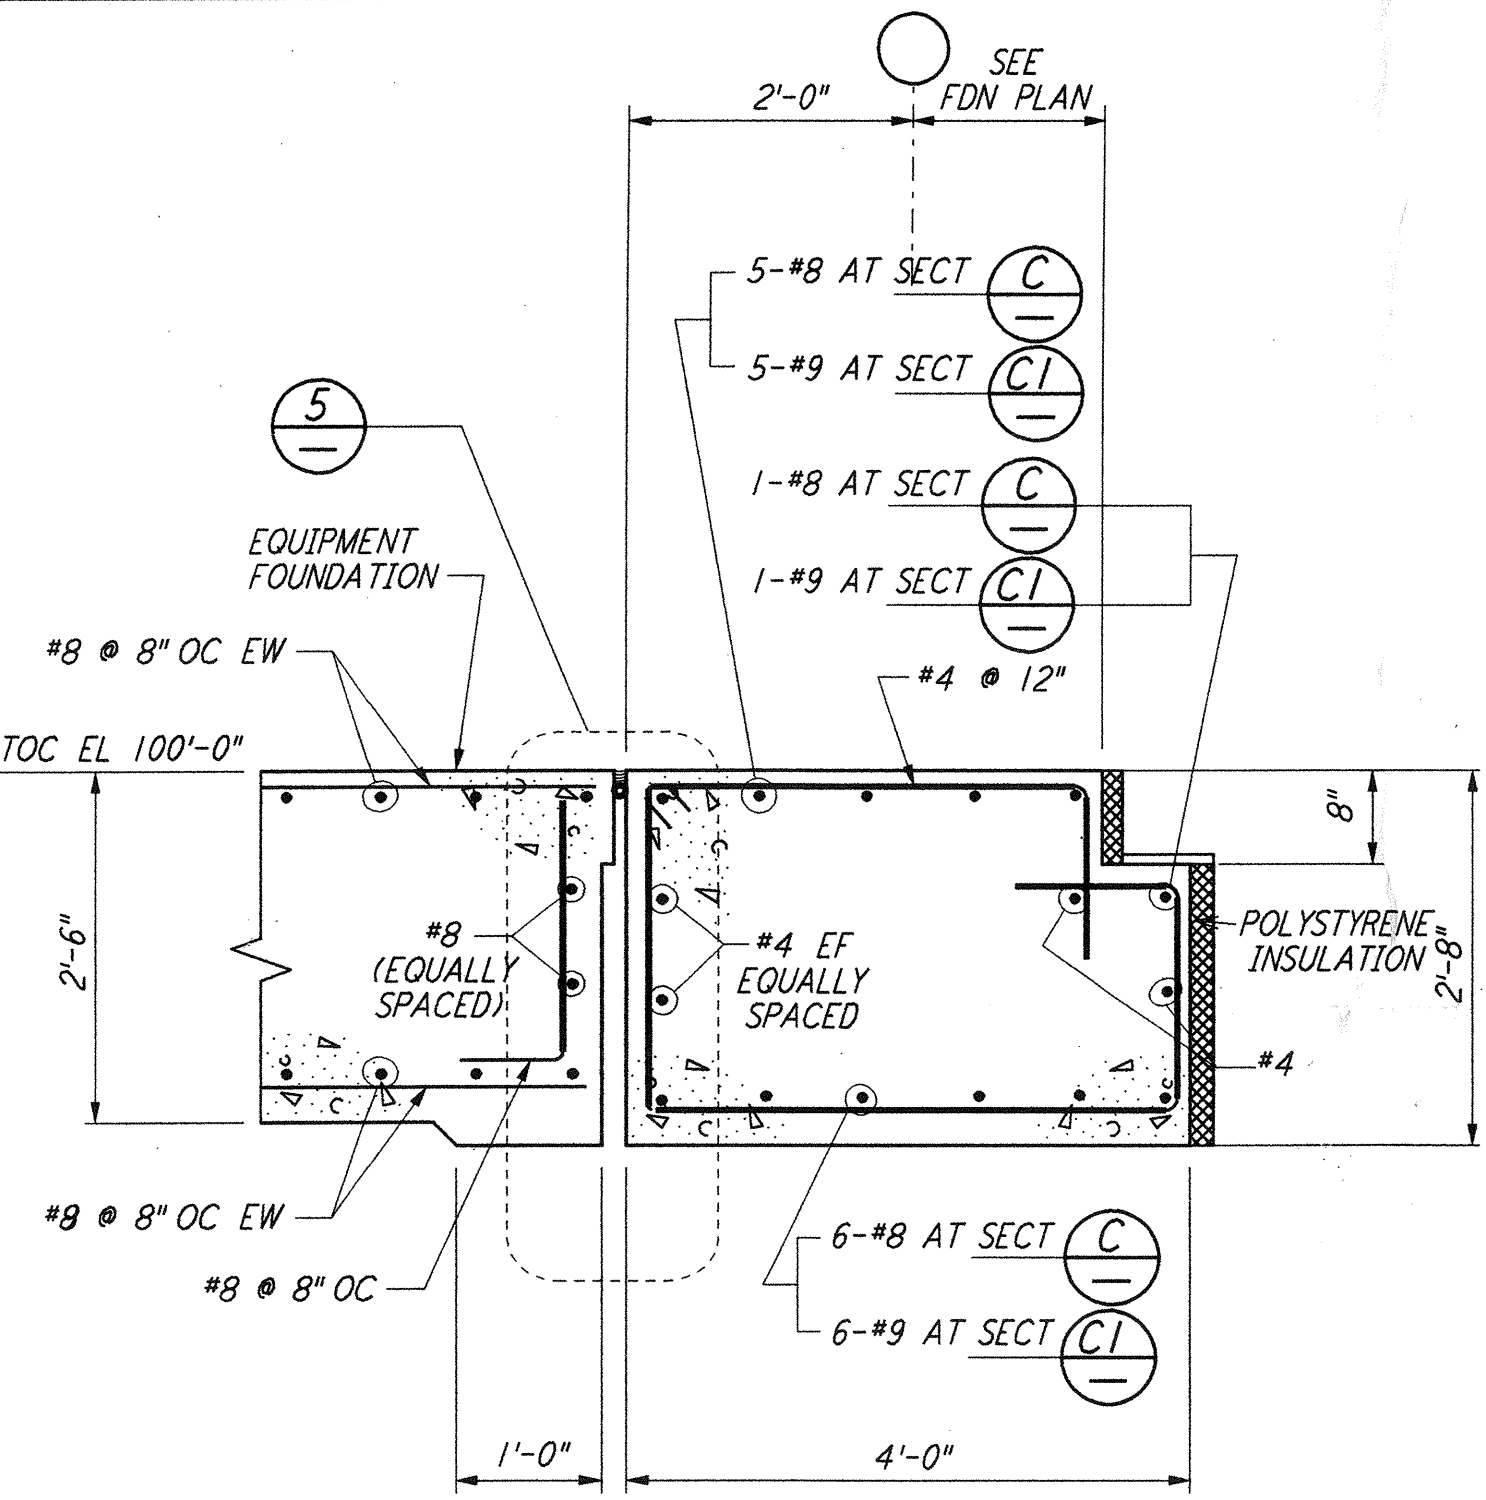 SEE
FDN PLAN
2'-0"
5-#8 AT SECT C
5-#9 AT SECT C1
5
1-#8 AT SECT C
1-#9 AT SECT C1
EQUIPMENT
FOUNDATION
#8 @ 8" OC EW
#4 @ 12"
TOC EL 100'-0"
8"
2'-6"
#8
(EQUALLY
SPACED)
#4 EF
EQUALLY
SPACED
POLYSTYRENE
INSULATION
2'-8"
#4
#8 @ 8" OC EW
#8 @ 8" OC
6-#8 AT SECT C
6-#9 AT SECT C1
1'-0"
4'-0"